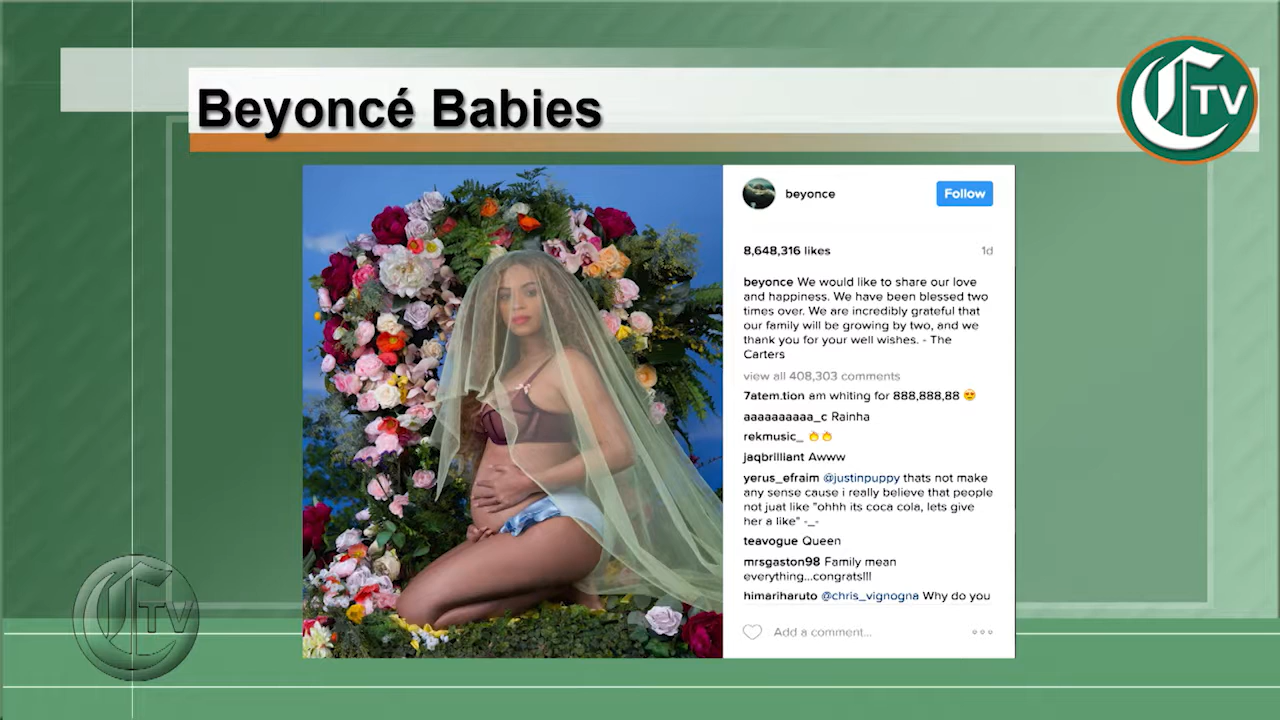 Beyoncé Babies
CTV
beyonce
Follow
8,648,316 likes
1d
beyonce We would like to share our love
and happiness. We have been blessed two
times over. We are incredibly grateful that
our family will be growing by two, and we
thank you for your well wishes. - The
Carters
view all 408,303 comments
7atem.tion am whiting for 888,888,88 😍
aaaaaaaaaa_c Rainha
rekmusic_ 🔥🔥
jaqbrilliant Awww
yerus_efraim @justinpuppy thats not make
any sense cause i really believe that people
not juat like "ohhh its coca cola, lets give
her a like" -_-
teavogue Queen
mrsgaston98 Family mean
everything...congrats!!!
himariharuto @chris_vignogna Why do you
Add a comment...
CTV